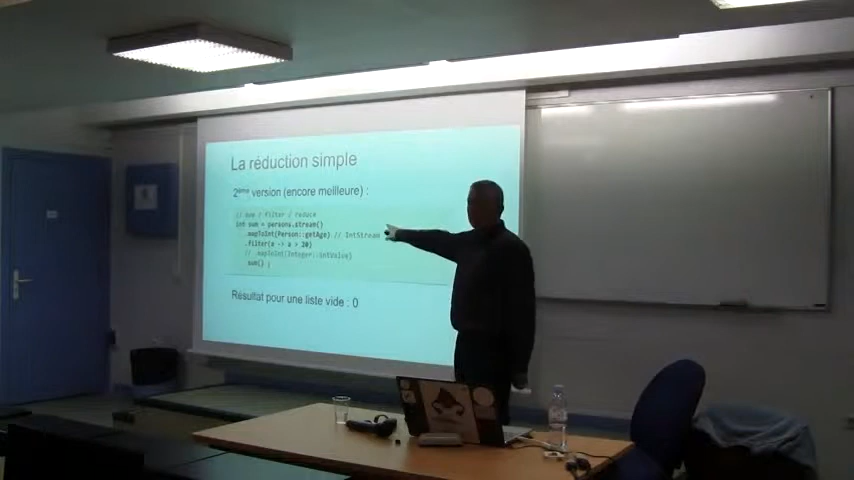 La réduction simple
2ème version (encore meilleure) :
// map / filter / reduce
int sum = persons.stream()
.mapToInt(Person::getAge) // IntStream
.filter(a -> a > 20)
// mapToInt(Integer::intValue)
.sum() ;
Résultat pour une liste vide : 0